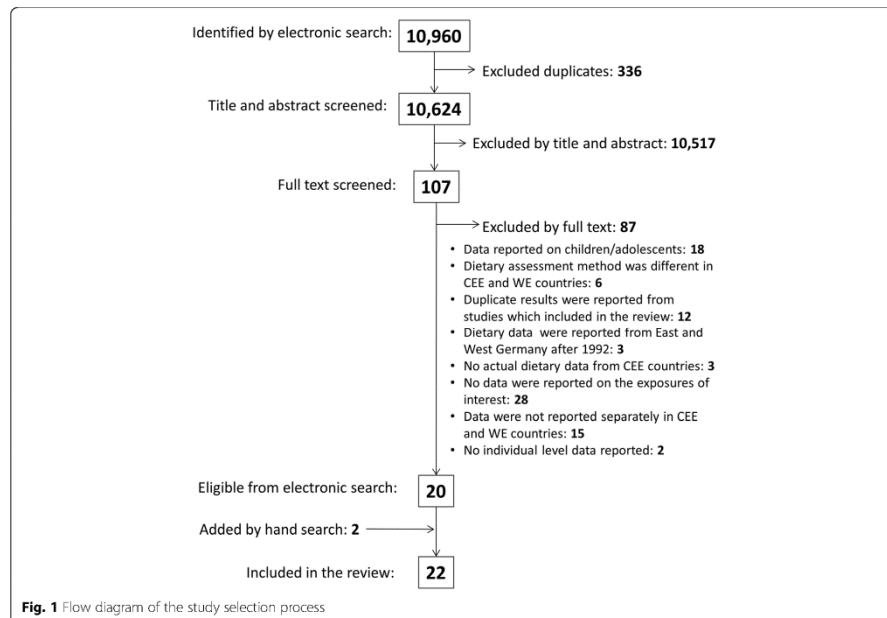 Identified by electronic search: 10,960
Excluded duplicates: 336
Title and abstract screened: 10,624
Excluded by title and abstract: 10,517
Full text screened: 107
Excluded by full text: 87
• Data reported on children/adolescents: 18
• Dietary assessment method was different in
CEE and WE countries: 6
• Duplicate results were reported from
studies which included in the review: 12
• Dietary data were reported from East and
West Germany after 1992: 3
• No actual dietary data from CEE countries: 3
• No data were reported on the exposures of
interest: 28
• Data were not reported separately in CEE
and WE countries: 15
• No individual level data reported: 2
Eligible from electronic search: 20
Added by hand search: 2
Included in the review: 22
Fig. 1 Flow diagram of the study selection process